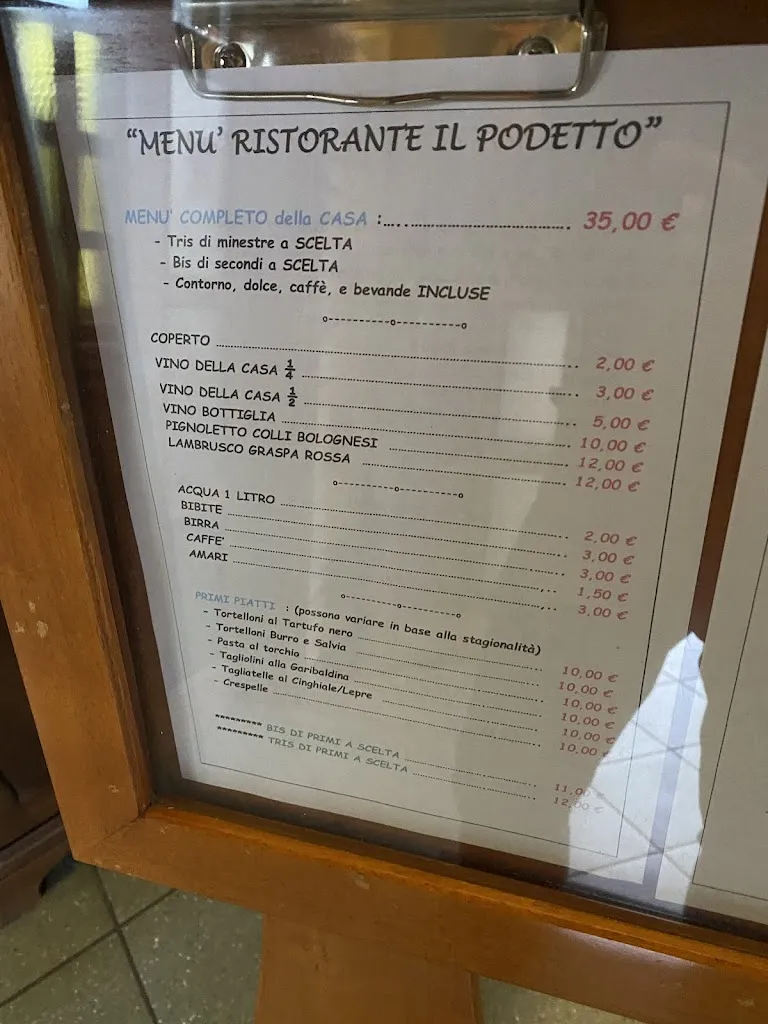 “MENU’ RISTORANTE IL PODETTO”
MENU' COMPLETO della CASA :....................................... 35,00 €
- Tris di minestre a SCELTA
- Bis di secondi a SCELTA
- Contorno, dolce, caffè, e bevande INCLUSE
o----------o----------o
COPERTO ............................................................ 2,00 €
VINO DELLA CASA ¼ ............................................ 3,00 €
VINO DELLA CASA ½ ............................................ 5,00 €
VINO BOTTIGLIA ................................................ 10,00 €
PIGNOLETTO COLLI BOLOGNESI .............................. 12,00 €
LAMBRUSCO GRASPA ROSSA ................................... 12,00 €
o----------o----------o
ACQUA 1 LITRO .................................................. 2,00 €
BIBITE ............................................................ 3,00 €
BIRRA ............................................................. 3,00 €
CAFFE' ............................................................ 1,50 €
AMARI ............................................................. 3,00 €
o----------o----------o
PRIMI PIATTI : (possono variare in base alla stagionalità)
- Tortelloni al Tartufo nero .................................. 10,00 €
- Tortelloni Burro e Salvia ................................... 10,00 €
- Pasta al torchio .............................................. 10,00 €
- Tagliolini alla Garibaldina ................................. 10,00 €
- Tagliatelle al Cinghiale/Lepre ............................. 10,00 €
- Crespelle ....................................................... 10,00 €
********* BIS DI PRIMI A SCELTA ........................... 11,00
********* TRIS DI PRIMI A SCELTA .......................... 12,00 €